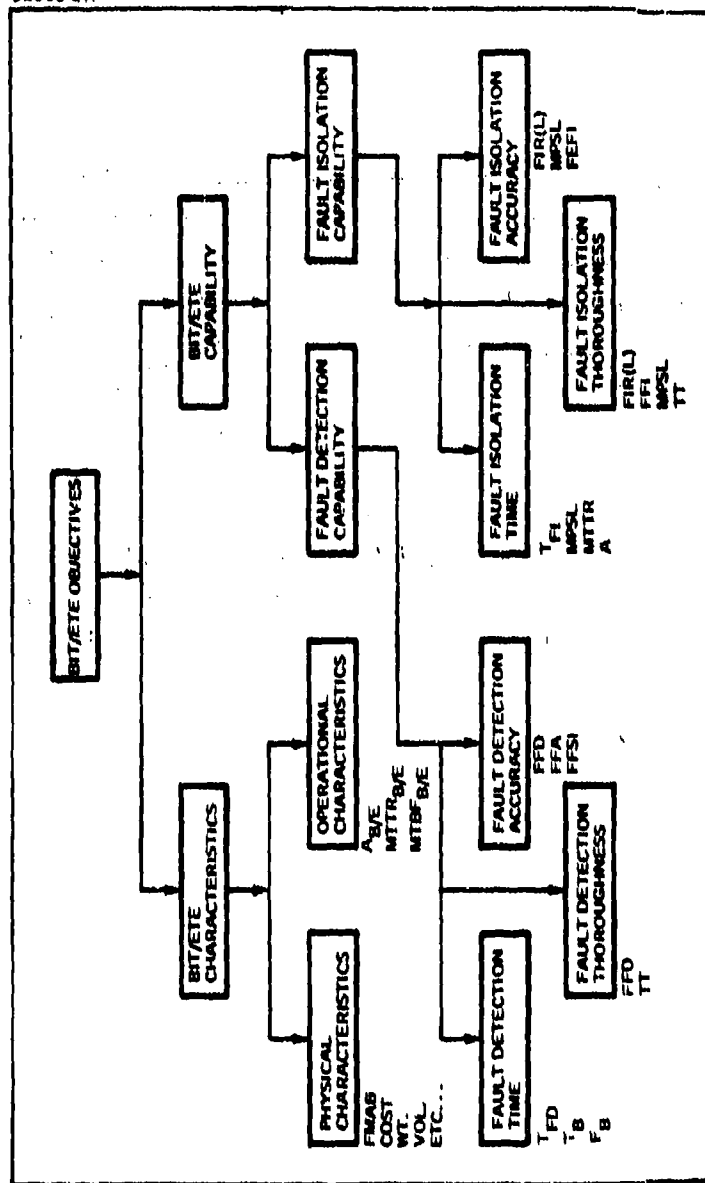 BIT/ETE OBJECTIVES
BIT/ETE
CHARACTERISTICS
BIT/ETE
CAPABILITY
PHYSICAL
CHARACTERISTICS
FMAB
COST
WT.
VOL.
ETC...
OPERATIONAL
CHARACTERISTICS
A B/E
MTTR B/E
MTBF B/E
FAULT DETECTION
CAPABILITY
FAULT ISOLATION
CAPABILITY
FAULT DETECTION
TIME
T FD
T B
F B
FAULT DETECTION
THOROUGHNESS
FFD
TT
FAULT DETECTION
ACCURACY
FFD
FFA
FFSI
FAULT ISOLATION
TIME
T FI
MPSL
MTTR
A
FAULT ISOLATION
THOROUGHNESS
FIR(L)
FFI
MPSL
TT
FAULT ISOLATION
ACCURACY
FIR(L)
MPSL
FEFI